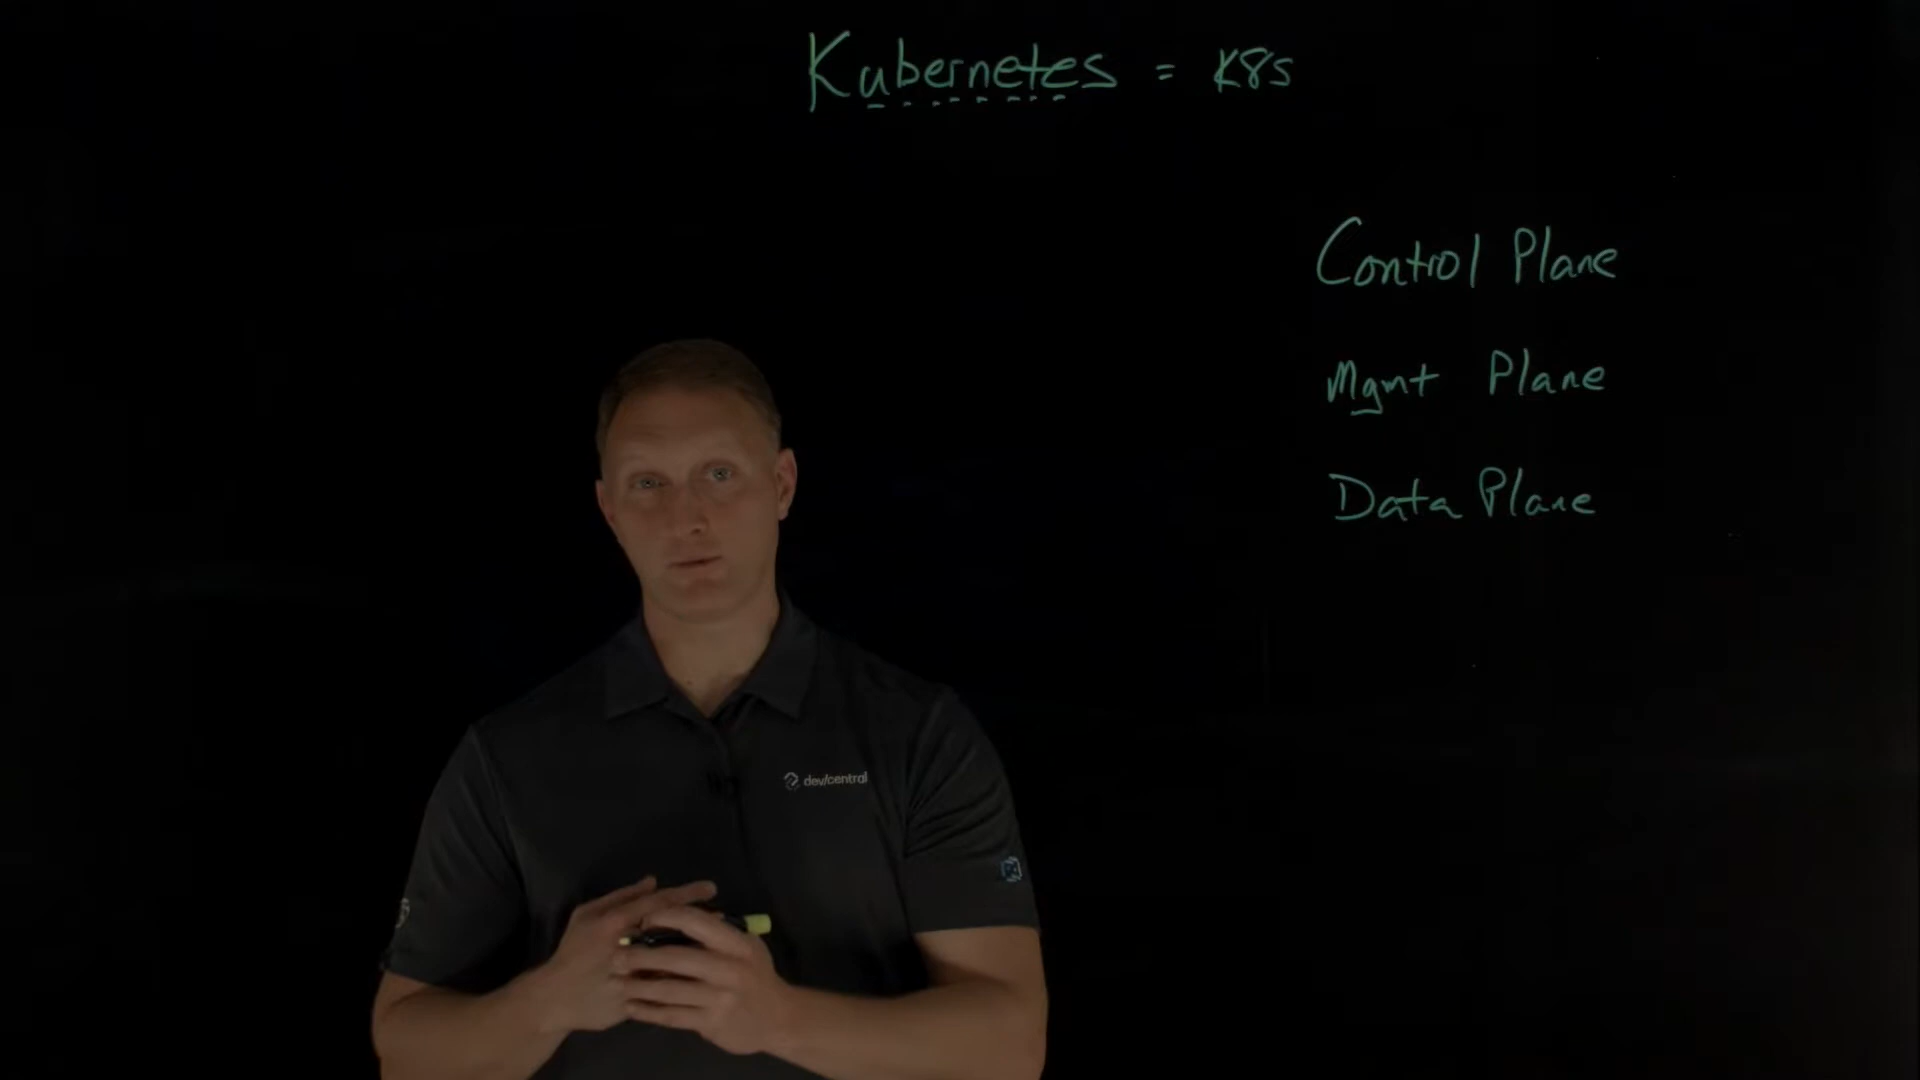 Kubernetes = K8s
Control Plane
Mgmt Plane
Data Plane
dev/central